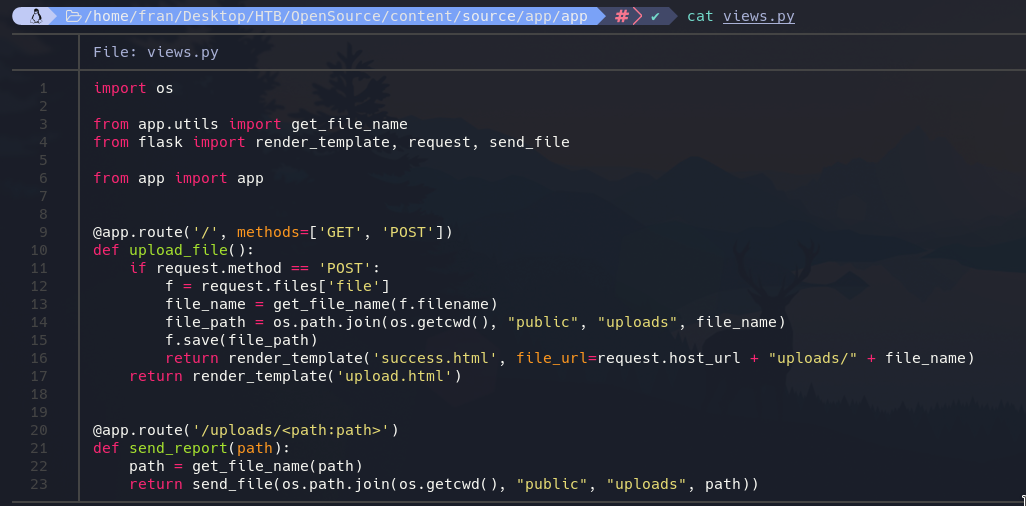 /home/fran/Desktop/HTB/OpenSource/content/source/app/app # ✔ cat views.py
File: views.py
1 import os
2
3 from app.utils import get_file_name
4 from flask import render_template, request, send_file
5
6 from app import app
7
8
9 @app.route('/', methods=['GET', 'POST'])
10 def upload_file():
11     if request.method == 'POST':
12         f = request.files['file']
13         file_name = get_file_name(f.filename)
14         file_path = os.path.join(os.getcwd(), "public", "uploads", file_name)
15         f.save(file_path)
16         return render_template('success.html', file_url=request.host_url + "uploads/" + file_name)
17     return render_template('upload.html')
18
19
20 @app.route('/uploads/<path:path>')
21 def send_report(path):
22     path = get_file_name(path)
23     return send_file(os.path.join(os.getcwd(), "public", "uploads", path))